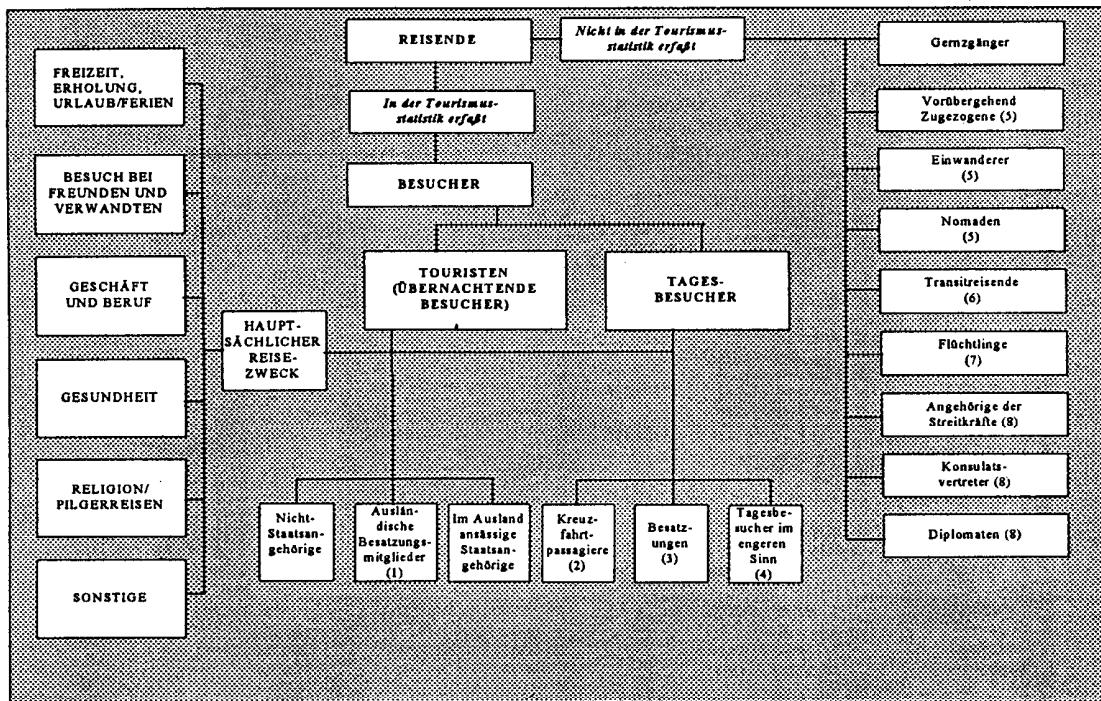 REISENDE
Nicht in der Tourismus-
statistik erfaßt
Gernzgänger
FREIZEIT,
ERHOLUNG,
URLAUB/FERIEN
In der Tourismus-
statistik erfaßt
Vorübergehend
Zugezogene (5)
BESUCH BEI
FREUNDEN UND
VERWANDTEN
BESUCHER
Einwanderer
(5)
Nomaden
(5)
GESCHÄFT
UND BERUF
TOURISTEN
(ÜBERNACHTENDE
BESUCHER)
TAGES-
BESUCHER
Transitreisende
(6)
HAUPT-
SÄCHLICHER
REISE-
ZWECK
Flüchtlinge
(7)
GESUNDHEIT
Angehörige der
Streitkräfte (8)
RELIGION/
PILGERREISEN
Konsulats-
vertreter (8)
Nicht-
Staatsan-
gehörige
Auslän-
dische
Besatzungs-
mitglieder
(1)
Im Ausland
ansässige
Staatsan-
gehörige
Kreuz-
fahrt-
passagiere
(2)
Besatz-
ungen
(3)
Tagesbe-
sucher im
engeren
Sinn
(4)
Diplomaten (8)
SONSTIGE